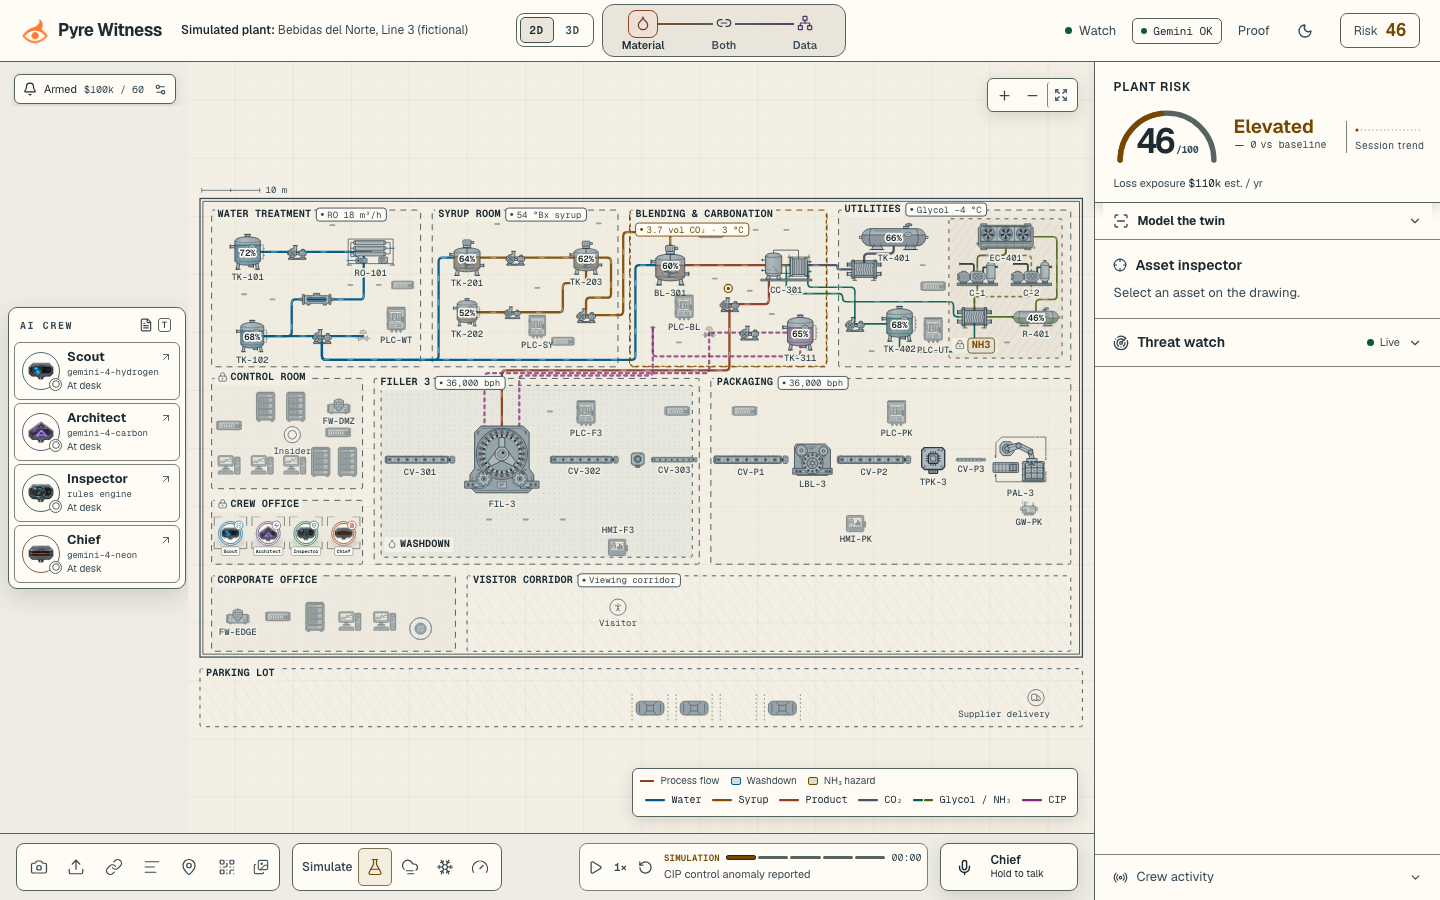 Pyre Witness
Simulated plant: Bebidas del Norte, Line 3 (fictional)
2D 3D
Material Both Data
Watch
Gemini OK
Proof
Risk 46
Armed $100k / 60
AI CREW T
Scout
gemini-4-hydrogen
At desk
Architect
gemini-4-carbon
At desk
Inspector
rules engine
At desk
Chief
gemini-4-neon
At desk
10 m
WATER TREATMENT • RO 18 m³/h
72%
TK-101
RO-101
68%
TK-102
PLC-WT
SYRUP ROOM • 54 °Bx syrup
64%
TK-201
62%
TK-203
52%
TK-202
PLC-SY
BLENDING & CARBONATION
• 3.7 vol CO₂ · 3 °C
60%
BL-301
CC-301
PLC-BL
65%
TK-311
UTILITIES • Glycol −4 °C
66%
TK-401
EC-401
C-1 C-2
68%
TK-402
PLC-UT
46%
R-401
NH3
CONTROL ROOM
FW-DMZ
Insider
CREW OFFICE
Scout Architect Inspector Chief
FILLER 3 • 36,000 bph
PLC-F3
CV-301
CV-302
CV-303
FIL-3
HMI-F3
WASHDOWN
PACKAGING • 36,000 bph
PLC-PK
CV-P1
LBL-3
CV-P2
TPK-3
CV-P3
PAL-3
GW-PK
HMI-PK
CORPORATE OFFICE
FW-EDGE
VISITOR CORRIDOR • Viewing corridor
Visitor
PARKING LOT
Supplier delivery
Process flow Washdown NH₃ hazard
Water Syrup Product CO₂ Glycol / NH₃ CIP
Simulate
1×
SIMULATION 00:00
CIP control anomaly reported
Chief
Hold to talk
PLANT RISK
46 /100
Elevated
— 0 vs baseline
Session trend
Loss exposure $110k est. / yr
Model the twin
Asset inspector
Select an asset on the drawing.
Threat watch
Live
Crew activity